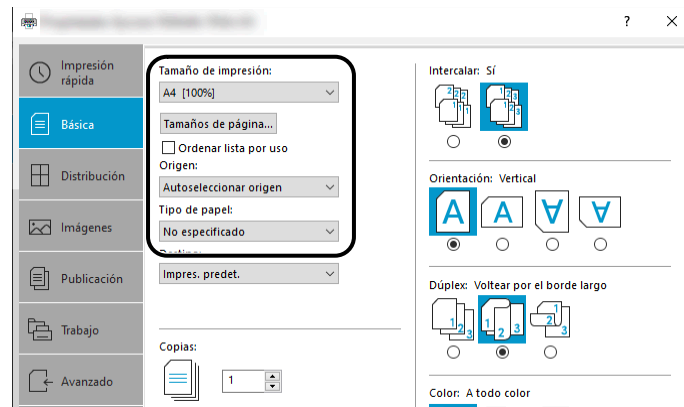 ?
Impresión
rápida
Básica
Distribución
Imágenes
Publicación
Trabajo
Avanzado
Tamaño de impresión:
A4 [100%]
Tamaños de página...
Ordenar lista por uso
Origen:
Autoseleccionar origen
Tipo de papel:
No especificado
Impres. predet.
Copias:
1
Intercalar: Sí
Orientación: Vertical
A A A A
Dúplex: Voltear por el borde largo
Color: A todo color